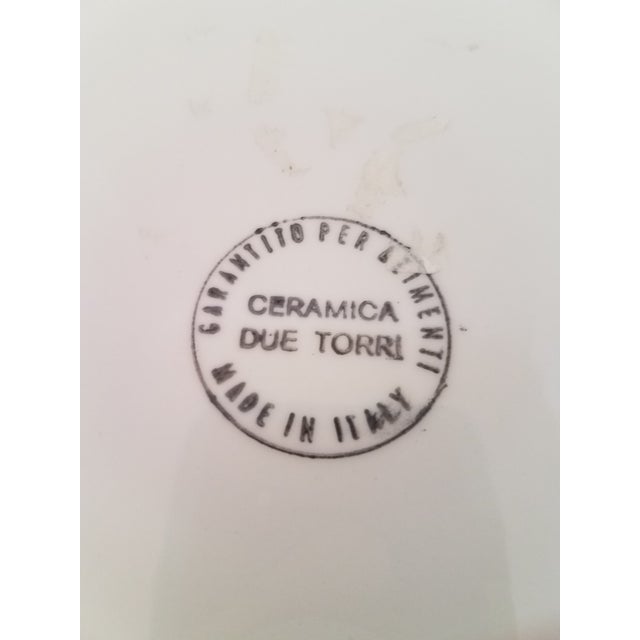 GARANTITO PER ALIMENTI
CERAMICA
DUE TORRI
MADE IN ITALY